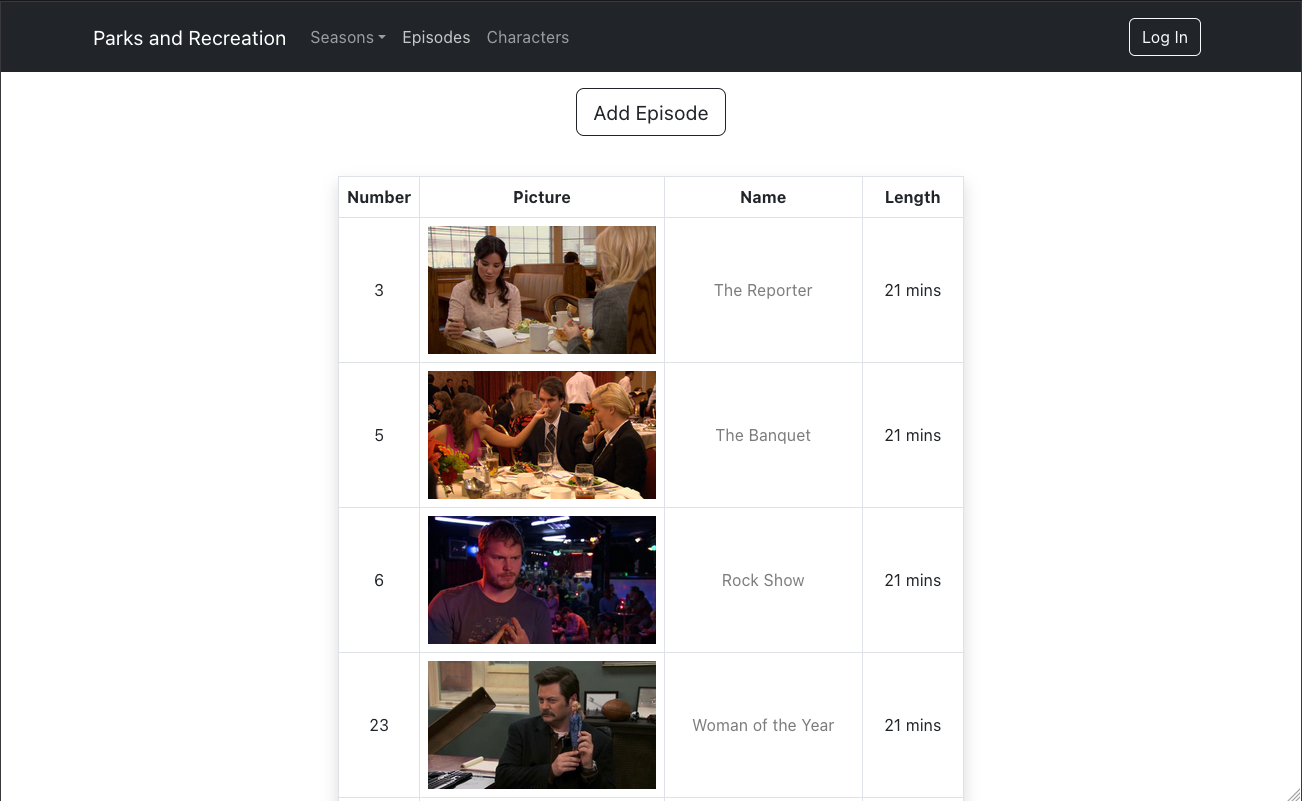 Parks and Recreation Seasons Episodes Characters Log In
Add Episode
Number Picture Name Length
3 The Reporter 21 mins
5 The Banquet 21 mins
6 Rock Show 21 mins
23 Woman of the Year 21 mins